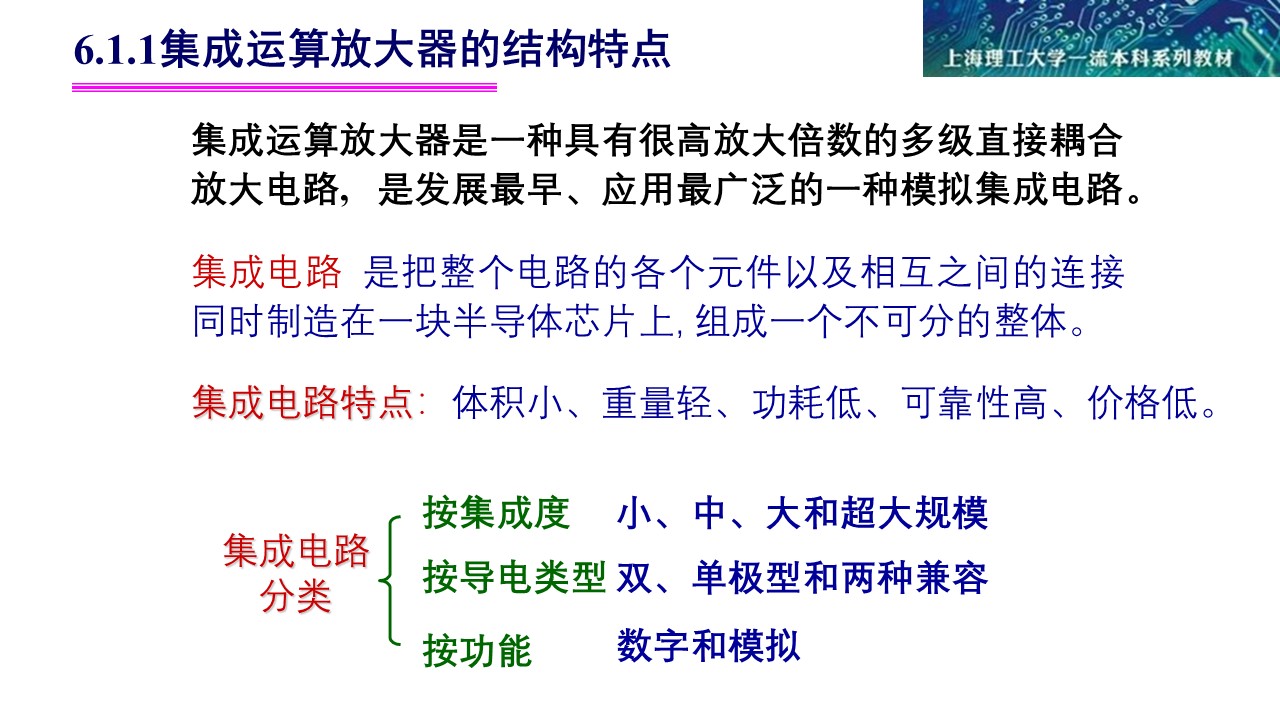 6.1.1集成运算放大器的结构特点
上海理工大学一流本科系列教材
集成运算放大器是一种具有很高放大倍数的多级直接耦合
放大电路, 是发展最早、应用最广泛的一种模拟集成电路。
集成电路 是把整个电路的各个元件以及相互之间的连接
同时制造在一块半导体芯片上, 组成一个不可分的整体。
集成电路特点：体积小、重量轻、功耗低、可靠性高、价格低。
集成电路
分类
按集成度 小、中、大和超大规模
按导电类型 双、单极型和两种兼容
按功能 数字和模拟